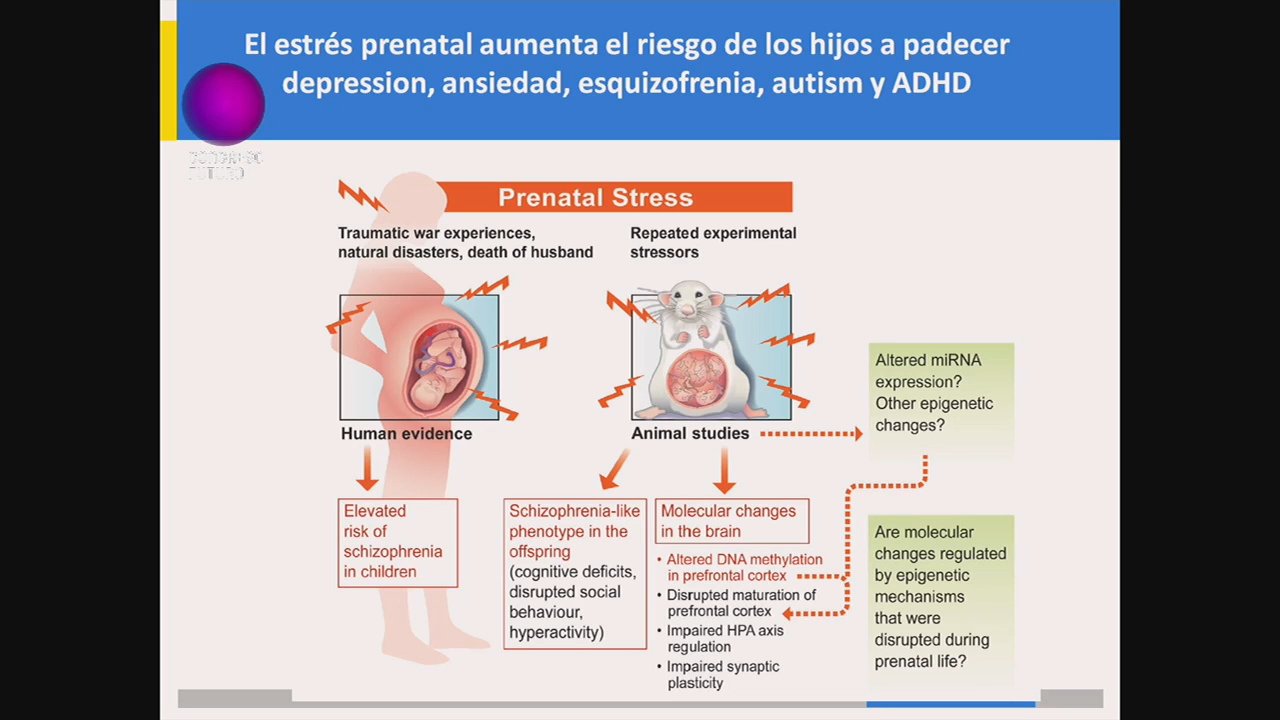 El estrés prenatal aumenta el riesgo de los hijos a padecer
depression, ansiedad, esquizofrenia, autism y ADHD
CONGRESO
FUTURO
Prenatal Stress
Traumatic war experiences,
natural disasters, death of husband
Repeated experimental
stressors
Human evidence
Animal studies
Altered miRNA
expression?
Other epigenetic
changes?
Elevated
risk of
schizophrenia
in children
Schizophrenia-like
phenotype in the
offspring
(cognitive deficits,
disrupted social
behaviour,
hyperactivity)
Molecular changes
in the brain
• Altered DNA methylation
in prefrontal cortex
• Disrupted maturation of
prefrontal cortex
• Impaired HPA axis
regulation
• Impaired synaptic
plasticity
Are molecular
changes regulated
by epigenetic
mechanisms
that were
disrupted during
prenatal life?